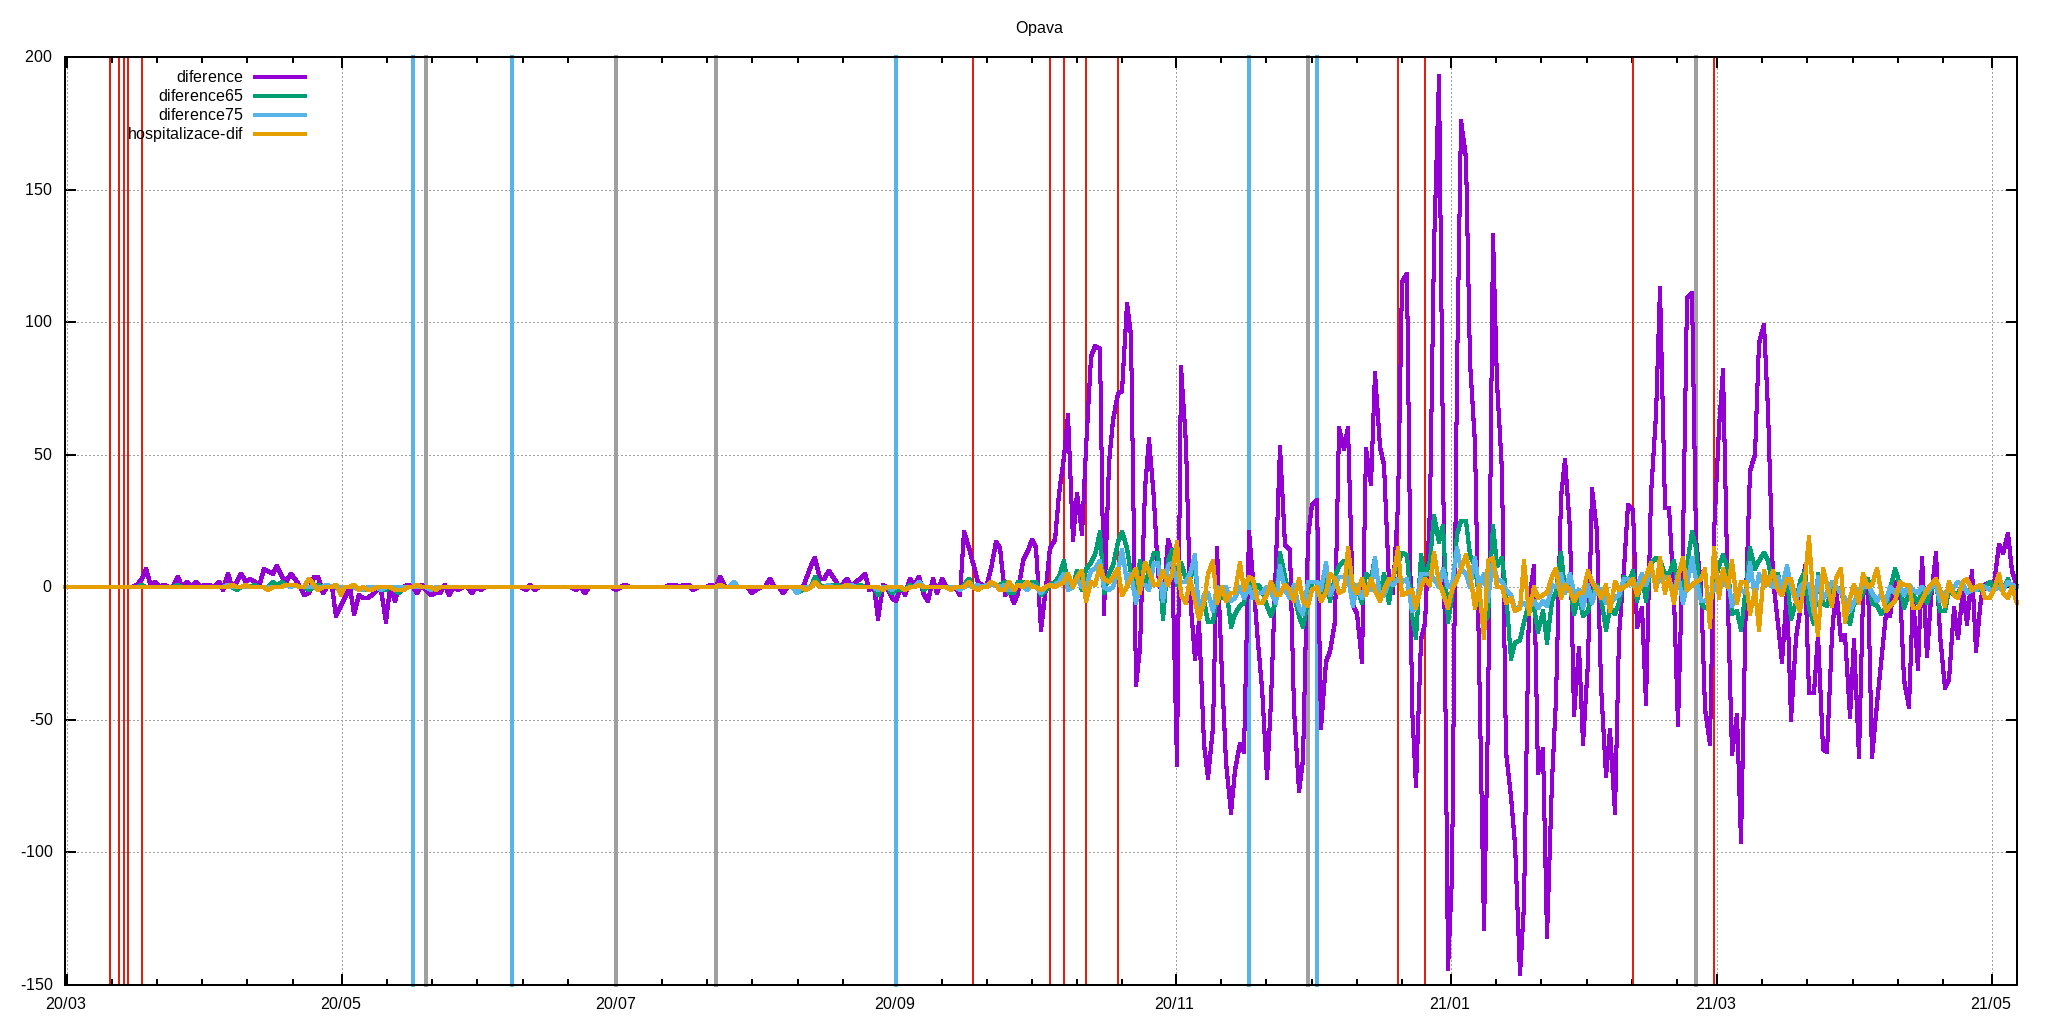 Opava
diference
diference65
diference75
hospitalizace-dif
200
150
100
50
0
-50
-100
-150
20/03 20/05 20/07 20/09 20/11 21/01 21/03 21/05